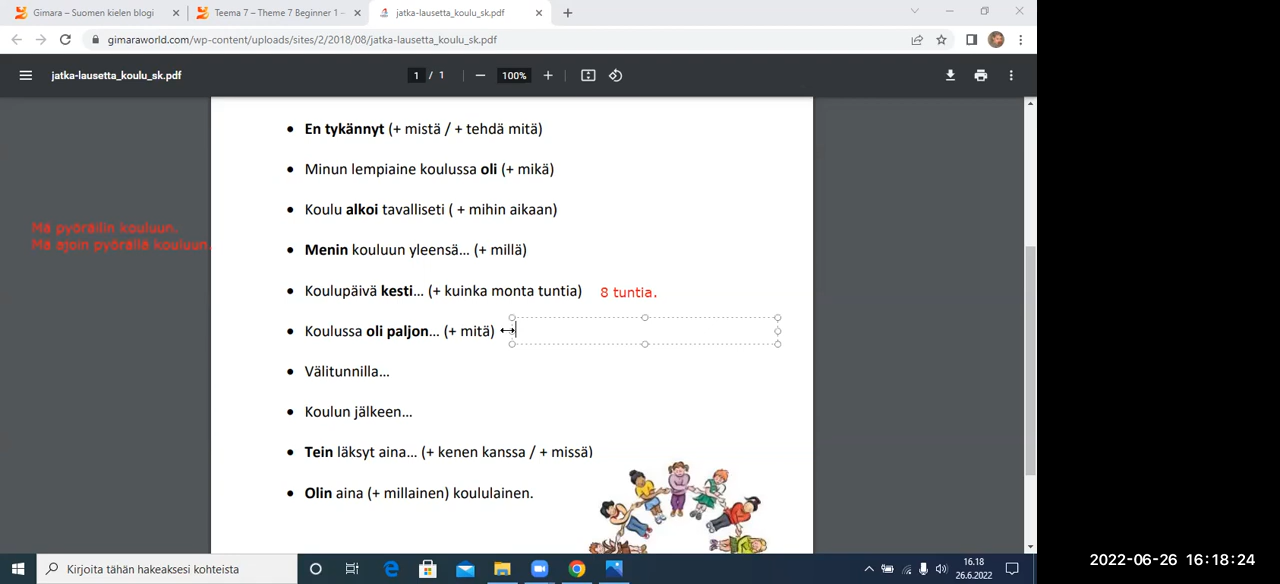 Gimara – Suomen kielen blogi
Teema 7 – Theme 7 Beginner 1 –
jatka-lausetta_koulu_sk.pdf
gimaraworld.com/wp-content/uploads/sites/2/2018/08/jatka-lausetta_koulu_sk.pdf
jatka-lausetta_koulu_sk.pdf
1 / 1
100%
• En tykännyt (+ mistä / + tehdä mitä)
• Minun lempiaine koulussa oli (+ mikä)
• Koulu alkoi tavalliseti ( + mihin aikaan)
Mä pyöräilin kouluun.
Mä ajoin pyörällä kouluun.
• Menin kouluun yleensä... (+ millä)
• Koulupäivä kesti... (+ kuinka monta tuntia) 8 tuntia.
• Koulussa oli paljon... (+ mitä)
• Välitunnilla...
• Koulun jälkeen...
• Tein läksyt aina... (+ kenen kanssa / + missä)
• Olin aina (+ millainen) koululainen.
Kirjoita tähän hakeaksesi kohteista
16.18
26.6.2022
2022-06-26 16:18:24